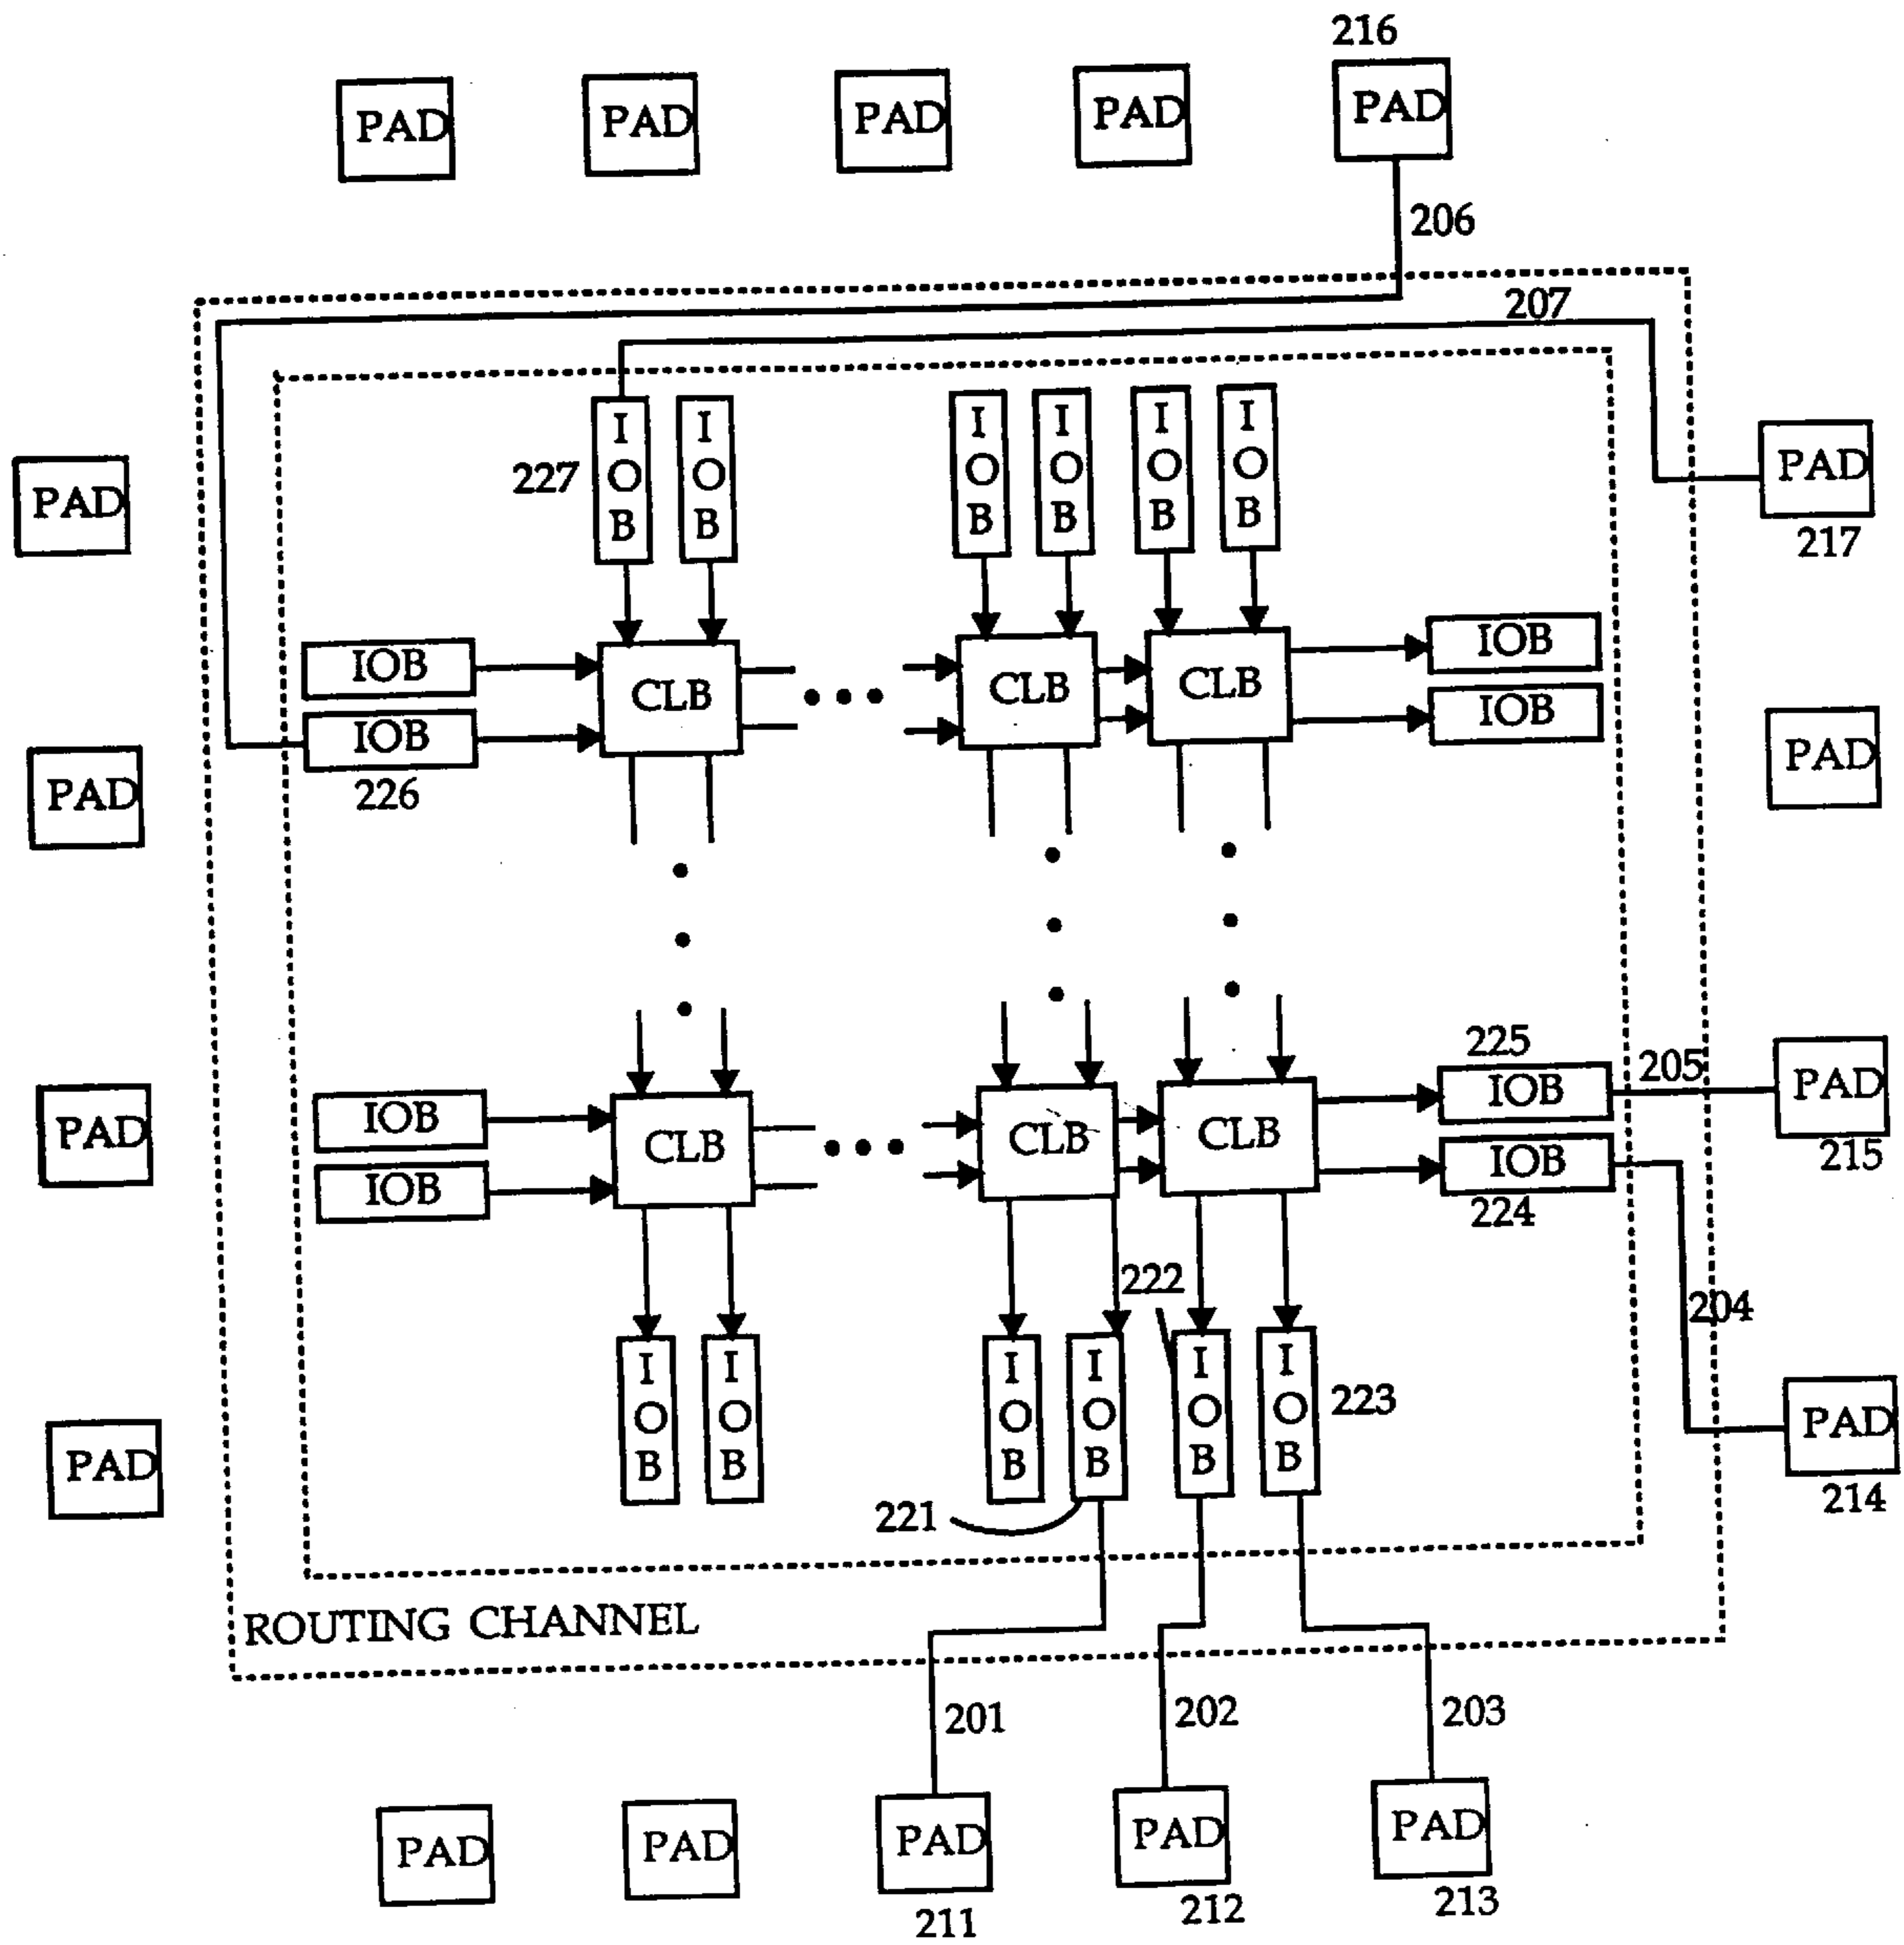 216
PAD PAD PAD PAD PAD
206
207
I I I I I I
227 O O O O O O PAD
B B B B B B
PAD
217
IOB IOB
CLB CLB CLB
IOB IOB
PAD PAD
226
225 205
IOB IOB PAD
PAD CLB CLB CLB
IOB IOB 215
224
222
204
I I I I I I
O O O O O O 223 PAD
PAD B B B B B B
221 214
ROUTING CHANNEL
201 202 203
PAD PAD PAD PAD PAD
211 212 213